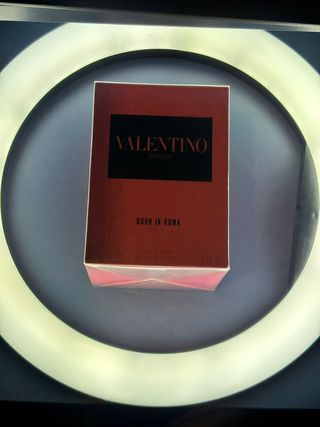 VALENTINO
DONNA
BORN IN ROMA